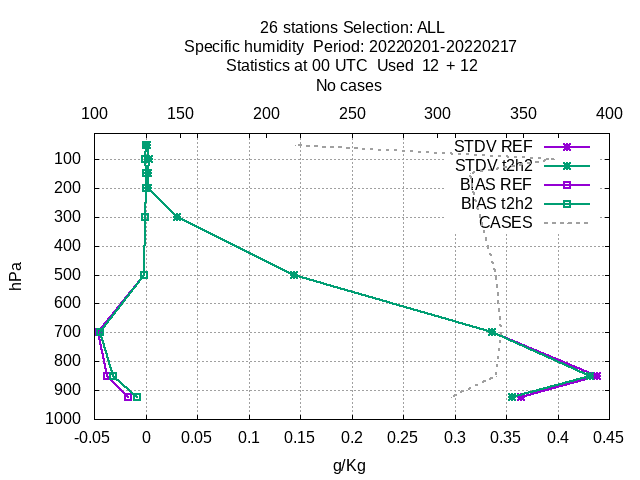 26 stations Selection: ALL
Specific humidity  Period: 20220201-20220217
Statistics at 00 UTC  Used  12  + 12
No cases
100 150 200 250 300 350 400
STDV REF
STDV t2h2
BIAS REF
BIAS t2h2
CASES
hPa
100
200
300
400
500
600
700
800
900
1000
-0.05 0 0.05 0.1 0.15 0.2 0.25 0.3 0.35 0.4 0.45
g/Kg